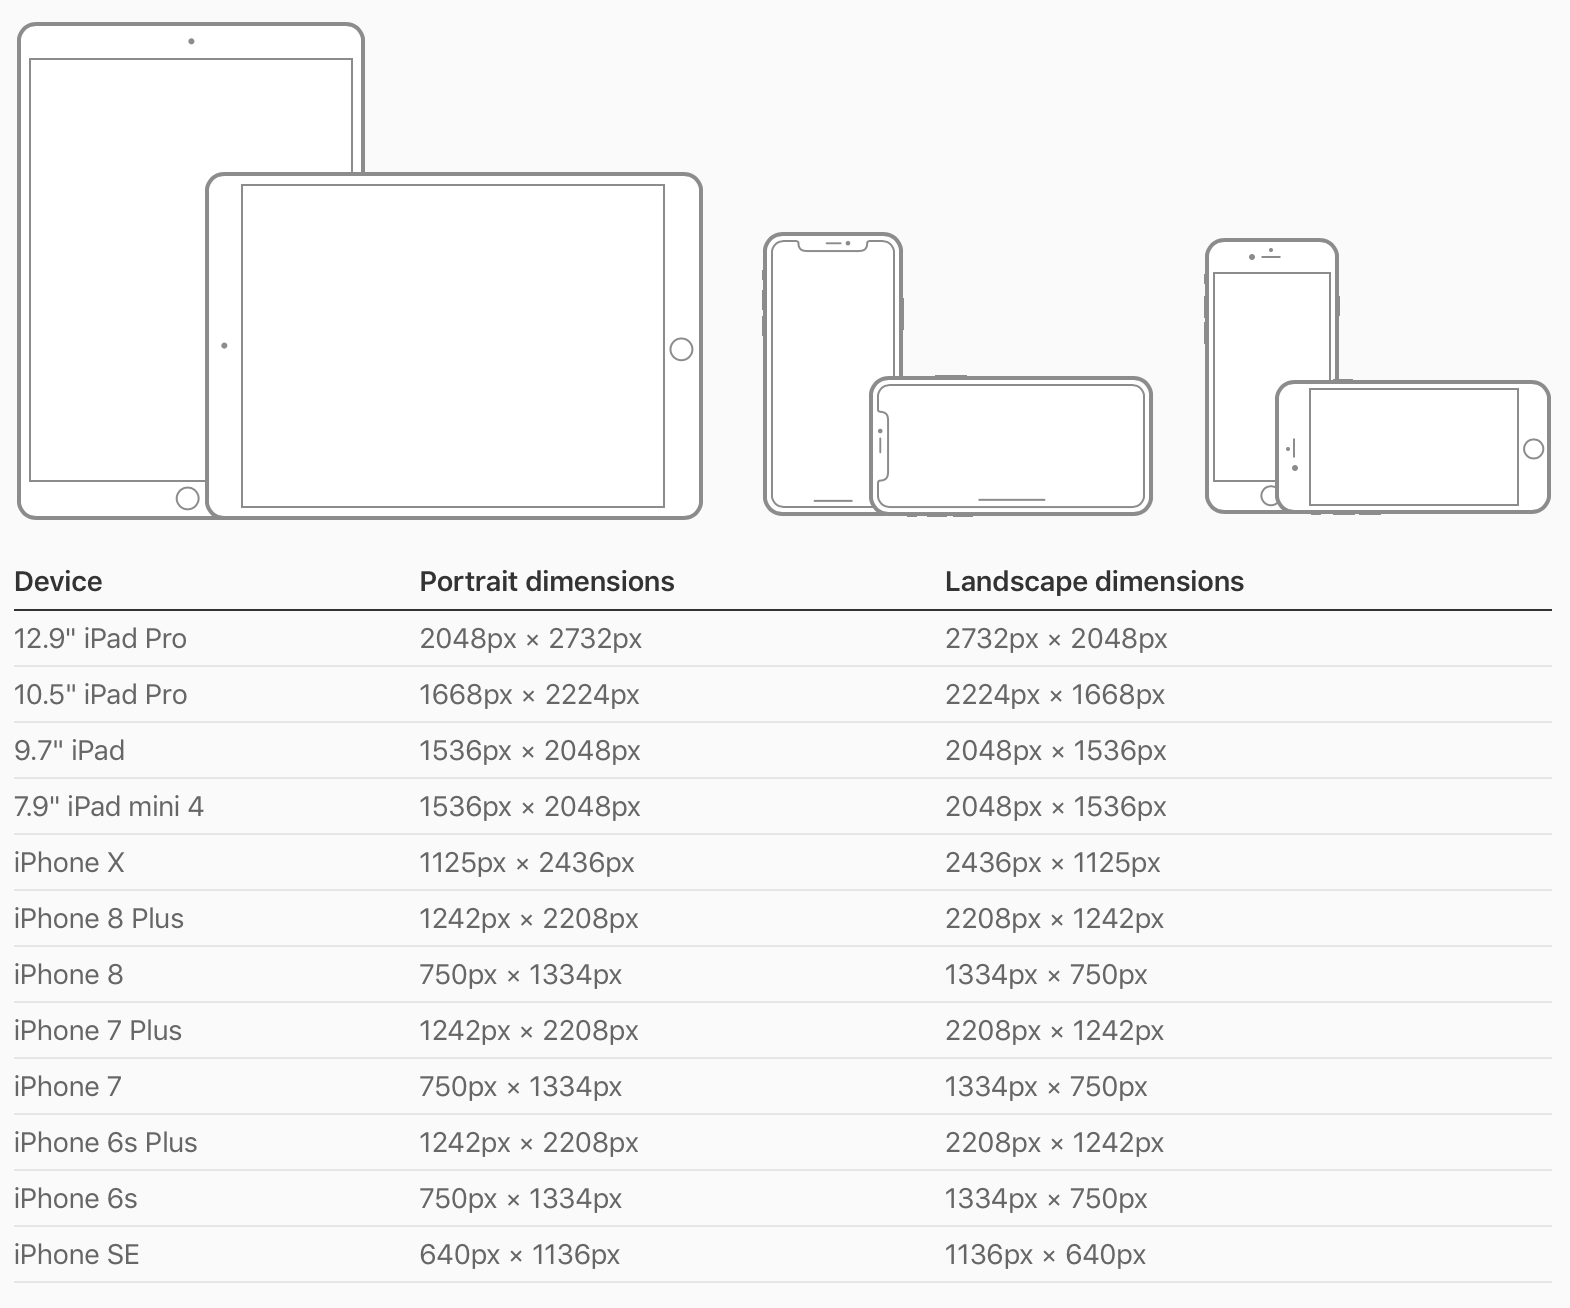 Device Portrait dimensions Landscape dimensions
12.9" iPad Pro 2048px × 2732px 2732px × 2048px
10.5" iPad Pro 1668px × 2224px 2224px × 1668px
9.7" iPad 1536px × 2048px 2048px × 1536px
7.9" iPad mini 4 1536px × 2048px 2048px × 1536px
iPhone X 1125px × 2436px 2436px × 1125px
iPhone 8 Plus 1242px × 2208px 2208px × 1242px
iPhone 8 750px × 1334px 1334px × 750px
iPhone 7 Plus 1242px × 2208px 2208px × 1242px
iPhone 7 750px × 1334px 1334px × 750px
iPhone 6s Plus 1242px × 2208px 2208px × 1242px
iPhone 6s 750px × 1334px 1334px × 750px
iPhone SE 640px × 1136px 1136px × 640px